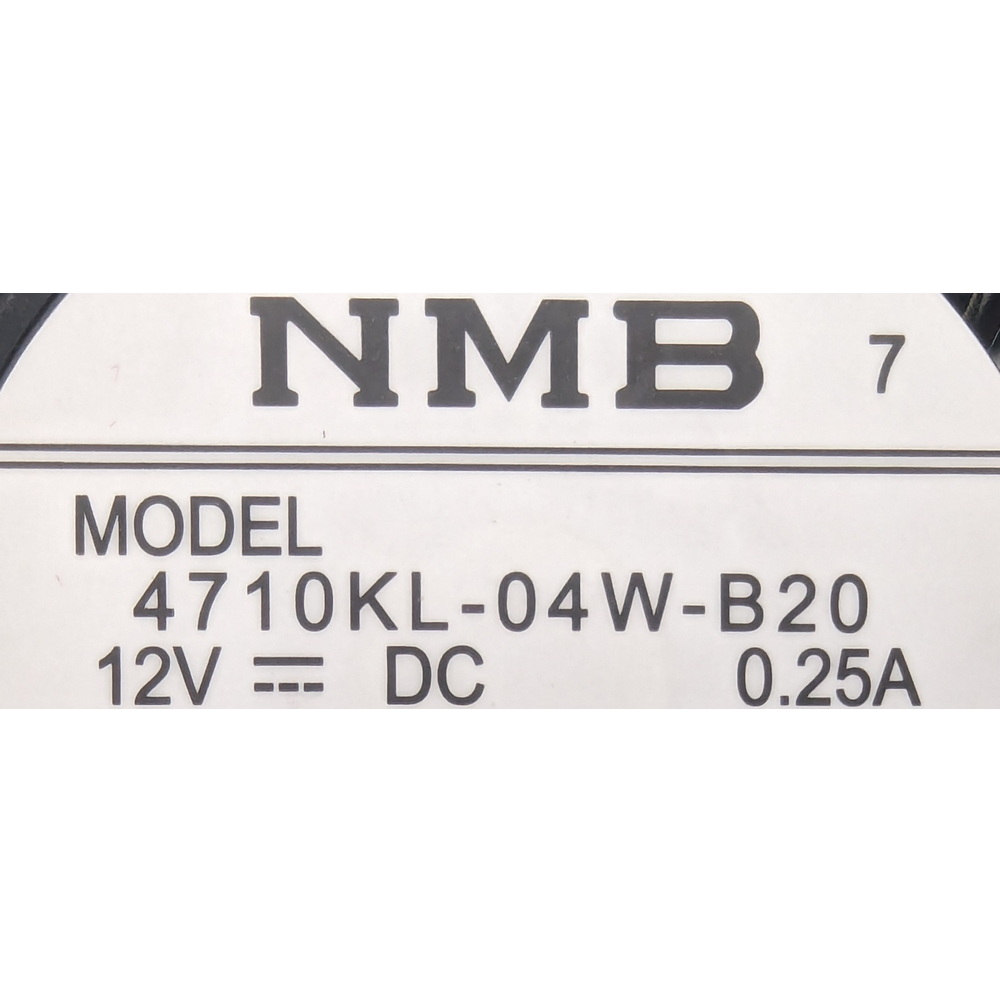 NMB 7
MODEL
4710KL-04W-B20
12V ⎓ DC 0.25A